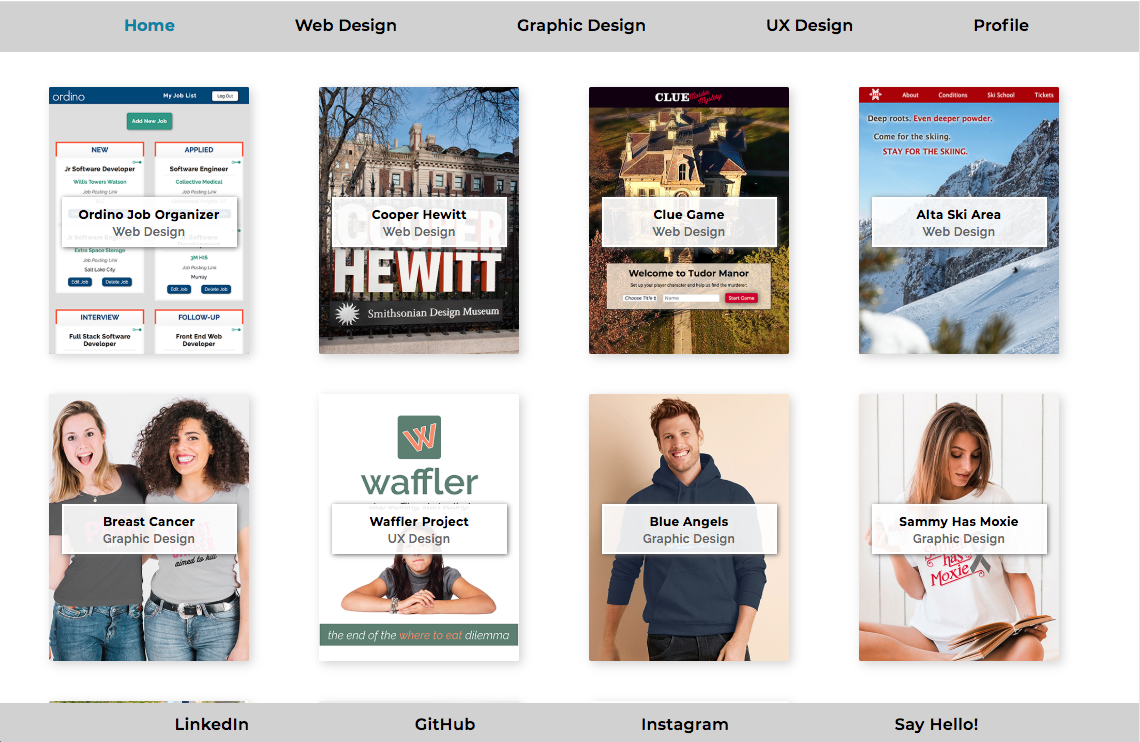 Home
Web Design
Graphic Design
UX Design
Profile
ordino
My Job List
Log Out
Add New Job
NEW
Jr Software Developer
Willis Towers Watson
Job Posting Link
Ordino Job Organizer
Web Design
Extra Space Storage
Job Posting Link
Salt Lake City
Edit Job
Delete Job
INTERVIEW
Full Stack Software
Developer
APPLIED
Software Engineer
Collective Medical
Job Posting Link
3M HIS
Job Posting Link
Murray
Edit Job
Delete Job
FOLLOW-UP
Front End Web
Developer
Cooper Hewitt
Web Design
COOPER
HEWITT
Smithsonian Design Museum
CLUE
Murder
Mystery
Clue Game
Web Design
Welcome to Tudor Manor
Set up your player character and help us find the murderer.
Choose Title
Name
Start Game
About
Conditions
Ski School
Tickets
Deep roots. Even deeper powder.
Come for the skiing.
STAY FOR THE SKIING.
Alta Ski Area
Web Design
Breast Cancer
Graphic Design
aimed to kill
W
waffler
Waffler Project
UX Design
the end of the where to eat dilemma
Blue Angels
Graphic Design
Sammy Has Moxie
Graphic Design
has
Moxie
LinkedIn
GitHub
Instagram
Say Hello!